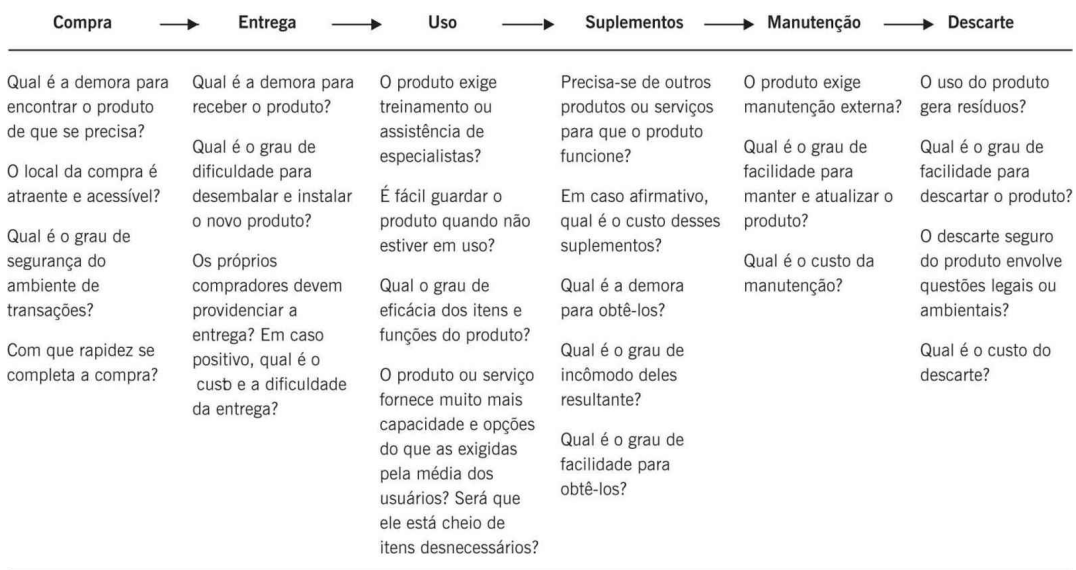 Compra → Entrega → Uso → Suplementos → Manutenção → Descarte
Qual é a demora para
encontrar o produto
de que se precisa?
O local da compra é
atraente e acessível?
Qual é o grau de
segurança do
ambiente de
transações?
Com que rapidez se
completa a compra?
Qual é a demora para
receber o produto?
Qual é o grau de
dificuldade para
desembalar e instalar
o novo produto?
Os próprios
compradores devem
providenciar a
entrega? Em caso
positivo, qual é o
custo e a dificuldade
da entrega?
O produto exige
treinamento ou
assistência de
especialistas?
É fácil guardar o
produto quando não
estiver em uso?
Qual o grau de
eficácia dos itens e
funções do produto?
O produto ou serviço
fornece muito mais
capacidade e opções
do que as exigidas
pela média dos
usuários? Será que
ele está cheio de
itens desnecessários?
Precisa-se de outros
produtos ou serviços
para que o produto
funcione?
Em caso afirmativo,
qual é o custo desses
suplementos?
Qual é a demora
para obtê-los?
Qual é o grau de
incômodo deles
resultante?
Qual é o grau de
facilidade para
obtê-los?
O produto exige
manutenção externa?
Qual é o grau de
facilidade para
manter e atualizar o
produto?
Qual é o custo da
manutenção?
O uso do produto
gera resíduos?
Qual é o grau de
facilidade para
descartar o produto?
O descarte seguro
do produto envolve
questões legais ou
ambientais?
Qual é o custo do
descarte?